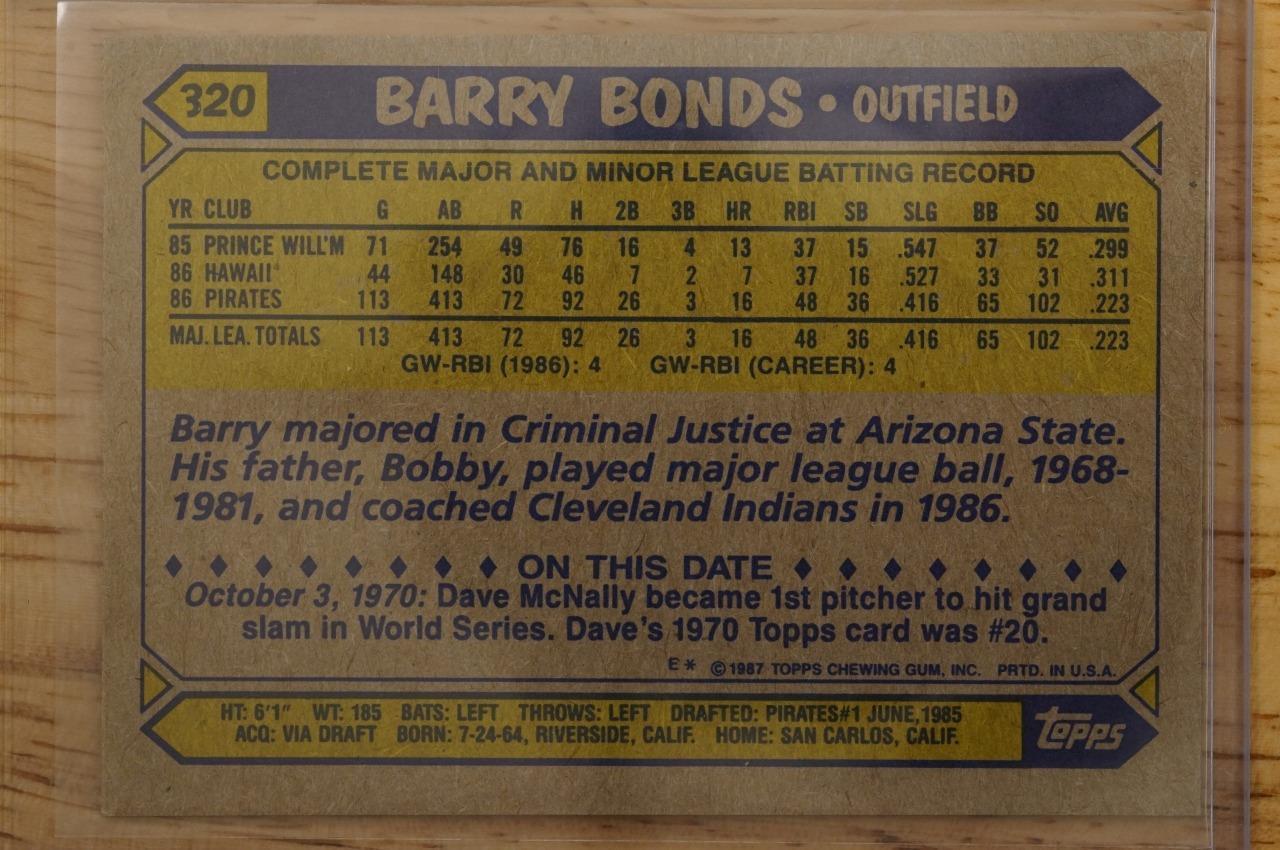 320 BARRY BONDS • OUTFIELD
COMPLETE MAJOR AND MINOR LEAGUE BATTING RECORD
YR CLUB G AB R H 2B 3B HR RBI SB SLG BB SO AVG
85 PRINCE WILL'M 71 254 49 76 16 4 13 37 15 .547 37 52 .299
86 HAWAII 44 148 30 46 7 2 7 37 16 .527 33 31 .311
86 PIRATES 113 413 72 92 26 3 16 48 36 .416 65 102 .223
MAJ. LEA. TOTALS 113 413 72 92 26 3 16 48 36 .416 65 102 .223
GW-RBI (1986): 4 GW-RBI (CAREER): 4
Barry majored in Criminal Justice at Arizona State.
His father, Bobby, played major league ball, 1968-
1981, and coached Cleveland Indians in 1986.
♦ ♦ ♦ ♦ ♦ ♦ ♦ ♦ ON THIS DATE ♦ ♦ ♦ ♦ ♦ ♦ ♦ ♦
October 3, 1970: Dave McNally became 1st pitcher to hit grand
slam in World Series. Dave's 1970 Topps card was #20.
E* © 1987 TOPPS CHEWING GUM, INC. PRTD. IN U.S.A.
HT: 6'1" WT: 185 BATS: LEFT THROWS: LEFT DRAFTED: PIRATES#1 JUNE,1985
ACQ: VIA DRAFT BORN: 7-24-64, RIVERSIDE, CALIF. HOME: SAN CARLOS, CALIF.
topps